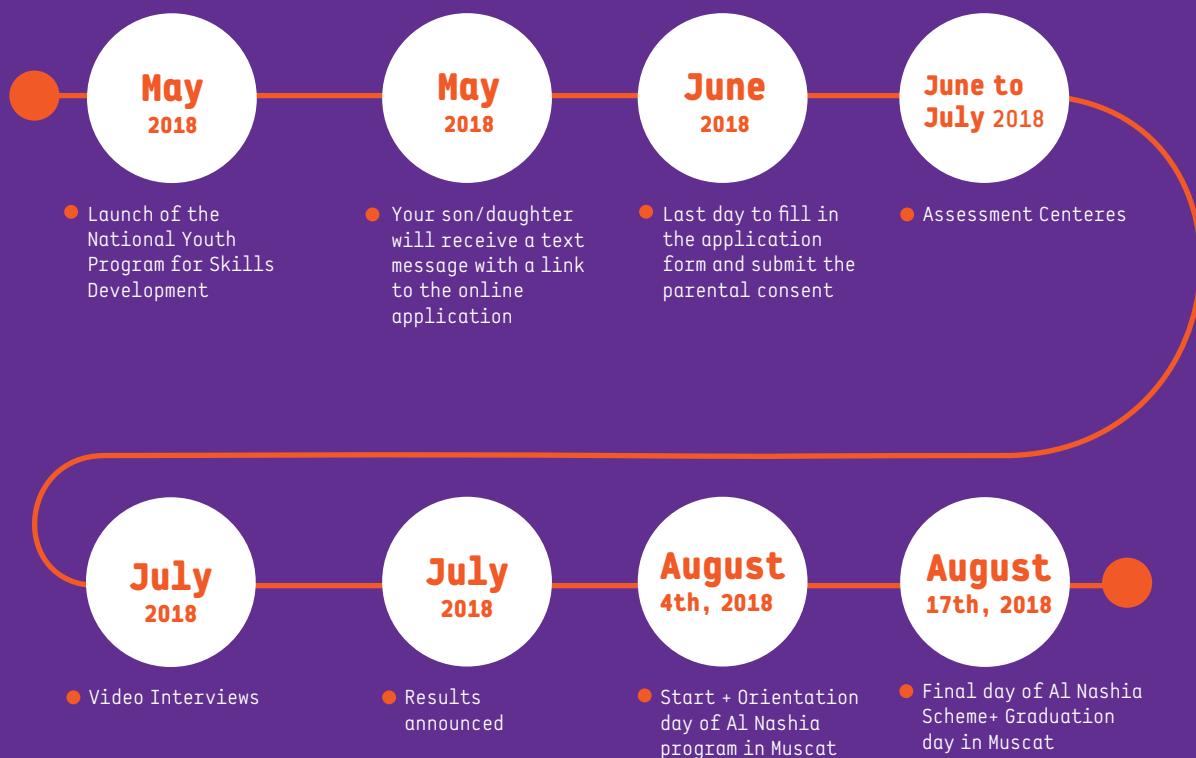 May
2018
Launch of the
National Youth
Program for Skills
Development
May
2018
Your son/daughter
will receive a text
message with a link
to the online
application
June
2018
Last day to fill in
the application
form and submit the
parental consent
June to
July 2018
Assessment Centeres
July
2018
Video Interviews
July
2018
Results
announced
August
4th, 2018
Start + Orientation
day of Al Nashia
program in Muscat
August
17th, 2018
Final day of Al Nashia
Scheme+ Graduation
day in Muscat